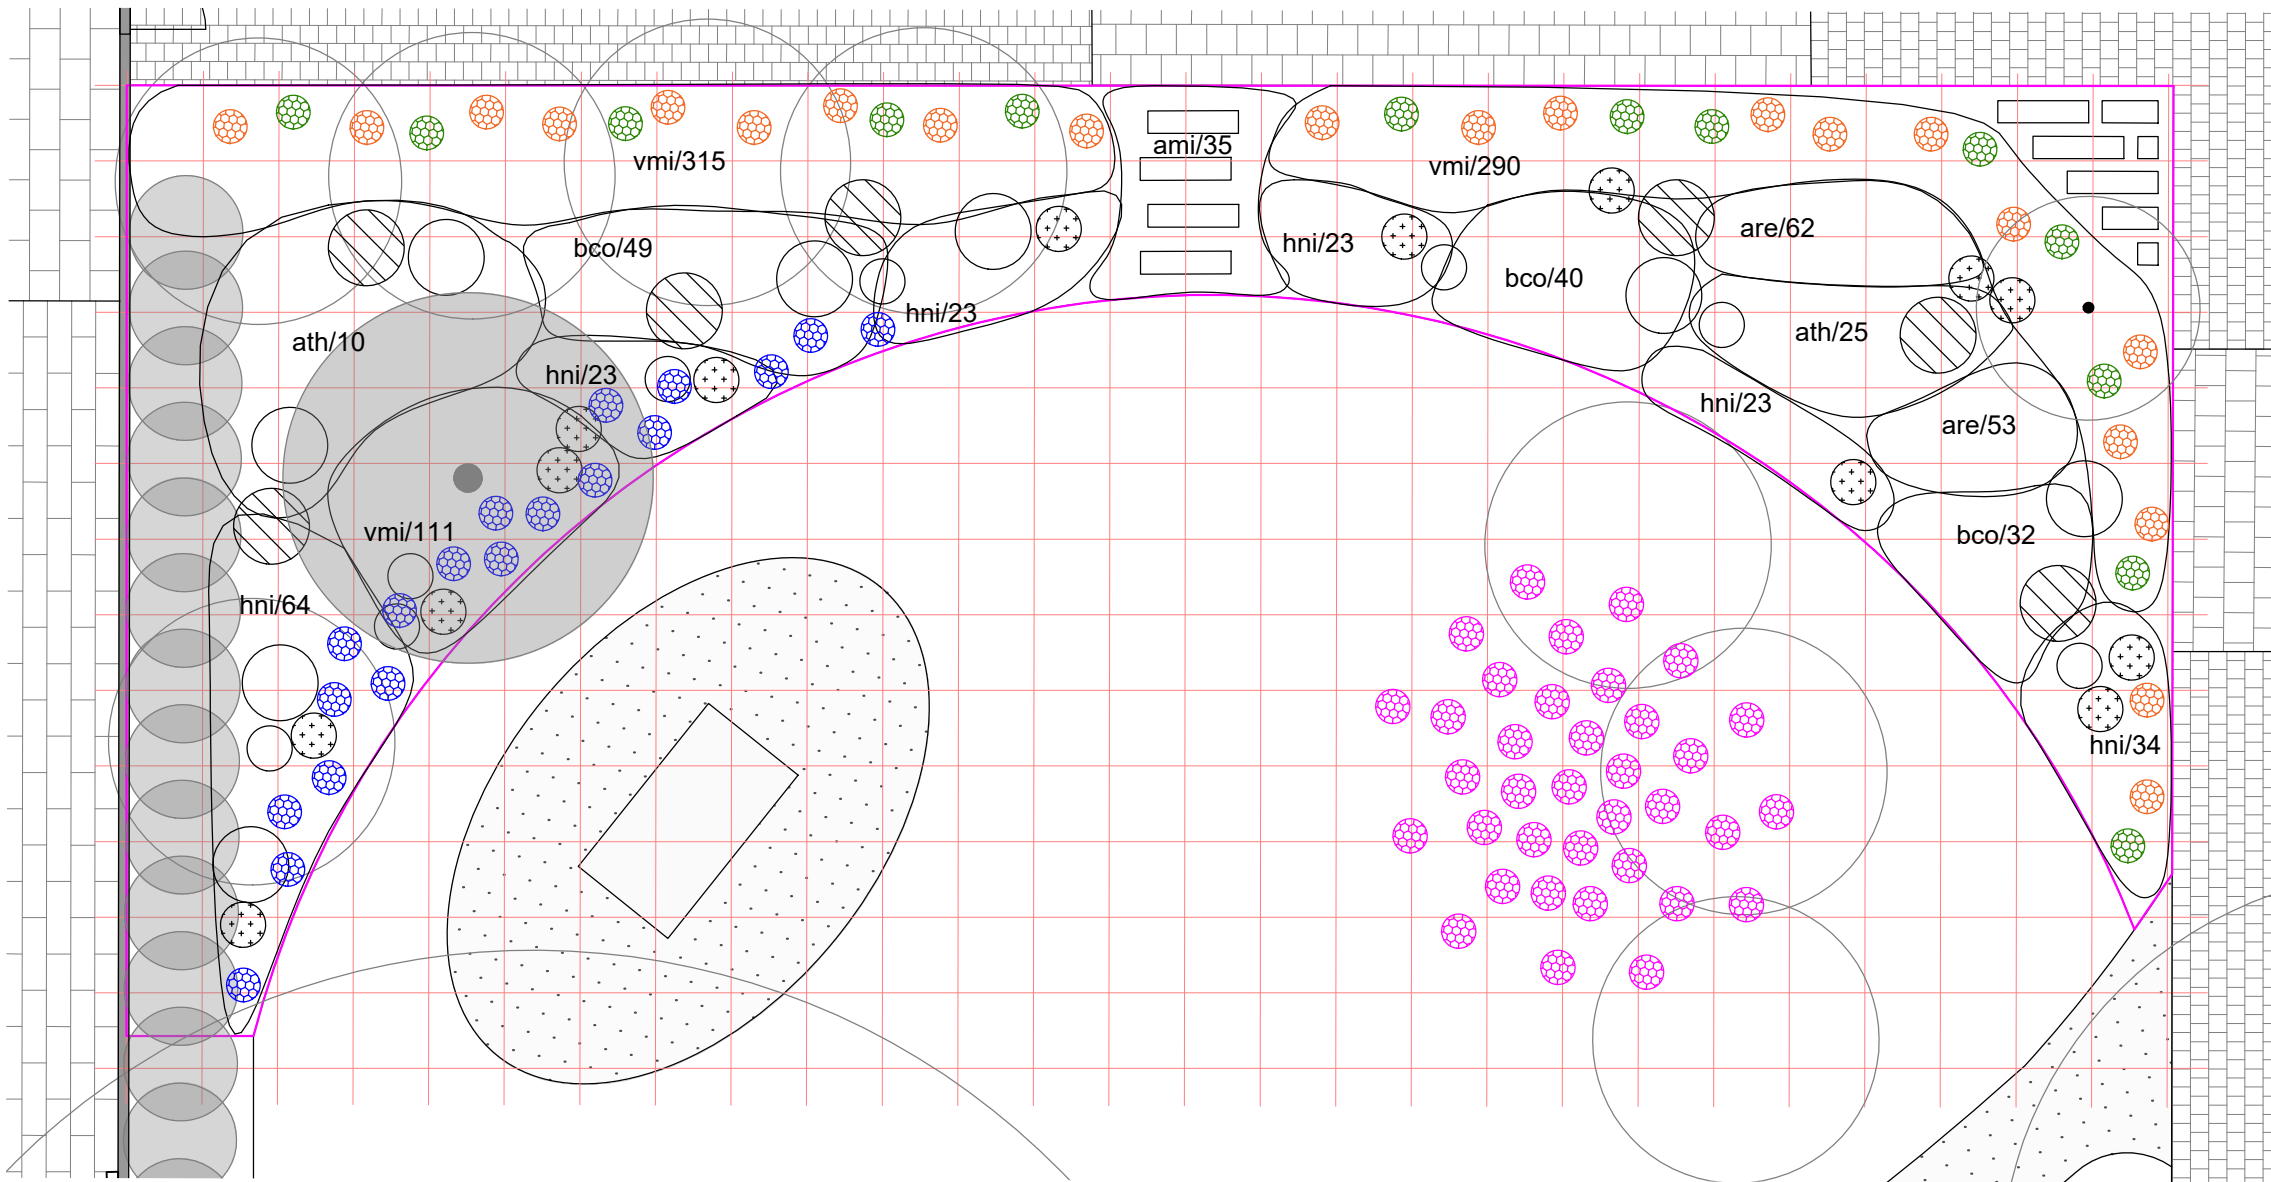 vmi/315
ami/35
vmi/290
bco/49
hni/23
are/62
bco/40
hni/23
ath/10
ath/25
hni/23
hni/23
are/53
vmi/111
bco/32
hni/64
hni/34